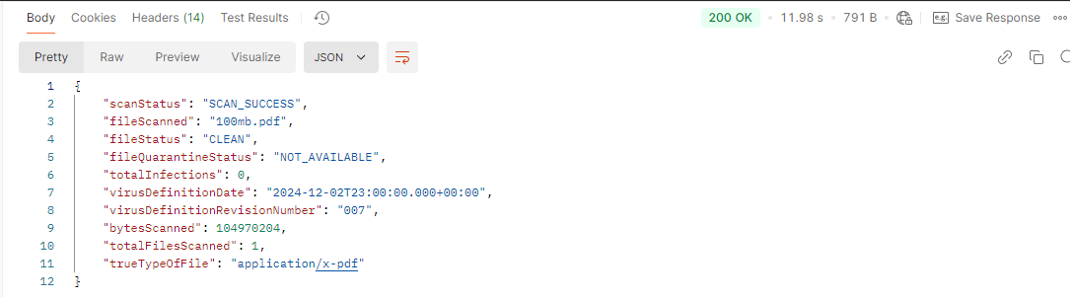 Body Cookies Headers (14) Test Results 200 OK • 11.98 s • 791 B • e.g. Save Response
Pretty Raw Preview Visualize JSON
1 {
2 "scanStatus": "SCAN_SUCCESS",
3 "fileScanned": "100mb.pdf",
4 "fileStatus": "CLEAN",
5 "fileQuarantineStatus": "NOT_AVAILABLE",
6 "totalInfections": 0,
7 "virusDefinitionDate": "2024-12-02T23:00:00.000+00:00",
8 "virusDefinitionRevisionNumber": "007",
9 "bytesScanned": 104970204,
10 "totalFilesScanned": 1,
11 "trueTypeOfFile": "application/x-pdf"
12 }